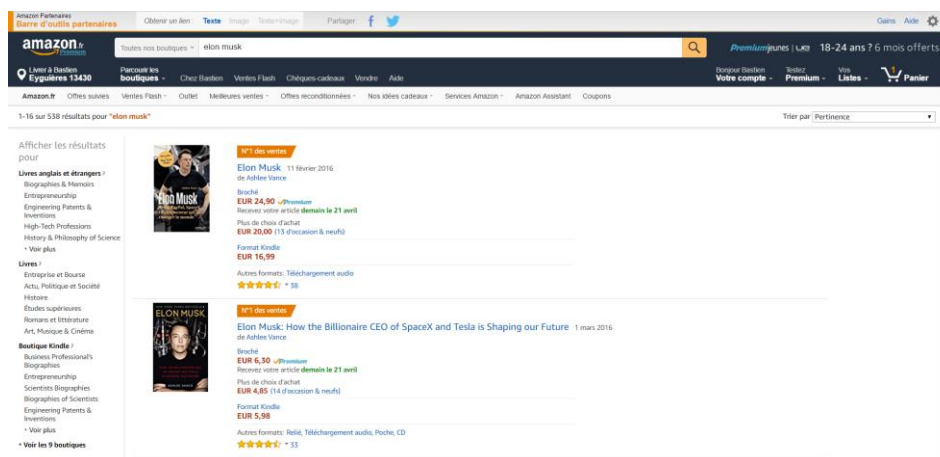 Amazon Partenaires
Barre d'outils partenaires
Obtenir un lien : Texte Image Texte+Image Partager
Gains Aide
amazon.fr
Premium
Toutes nos boutiques
elon musk
Premium jeunes | 18-24 ans ? 6 mois offerts
Livrer à Bastien
Eyguières 13430
Parcourir les
boutiques
Chez Bastien Ventes Flash Chèques-cadeaux Vendre Aide
Bonjour Bastien
Votre compte
Testez
Premium
Vos
Listes
1
Panier
Amazon.fr Offres suivies Ventes Flash Outlet Meilleures ventes Offres reconditionnées Nos idées cadeaux Services Amazon Amazon Assistant Coupons
1-16 sur 538 résultats pour "elon musk"
Trier par Pertinence
Afficher les résultats
pour
Livres anglais et étrangers
Biographies & Memoirs
Entrepreneurship
Engineering Patents &
Inventions
High-Tech Professions
History & Philosophy of Science
Voir plus
Livres
Entreprise et Bourse
Actu, Politique et Société
Histoire
Études supérieures
Romans et littérature
Art, Musique & Cinéma
Boutique Kindle
Business Professional's
Biographies
Entrepreneurship
Scientists Biographies
Biographies of Scientists
Engineering Patents &
Inventions
Voir plus
Voir les 9 boutiques
Elon Musk
N°1 des ventes
Elon Musk 11 février 2016
de Ashlee Vance
Broché
EUR 24,90 Premium
Recevez votre article demain le 21 avril
Plus de choix d'achat
EUR 20,00 (13 d'occasion & neufs)
Format Kindle
EUR 16,99
Autres formats: Téléchargement audio
38
ELON MUSK
ASHLEE VANCE
N°1 des ventes
Elon Musk: How the Billionaire CEO of SpaceX and Tesla is Shaping our Future 1 mars 2016
de Ashlee Vance
Broché
EUR 6,30 Premium
Recevez votre article demain le 21 avril
Plus de choix d'achat
EUR 4,85 (14 d'occasion & neufs)
Format Kindle
EUR 5,98
Autres formats: Relié, Téléchargement audio, Poche, CD
33